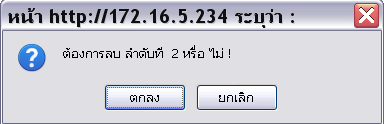 หน้า http://172.16.5.234 ระบุว่า :
ต้องการลบ ลำดับที่ 2 หรือ ไม่ !
ตกลง ยกเลิก